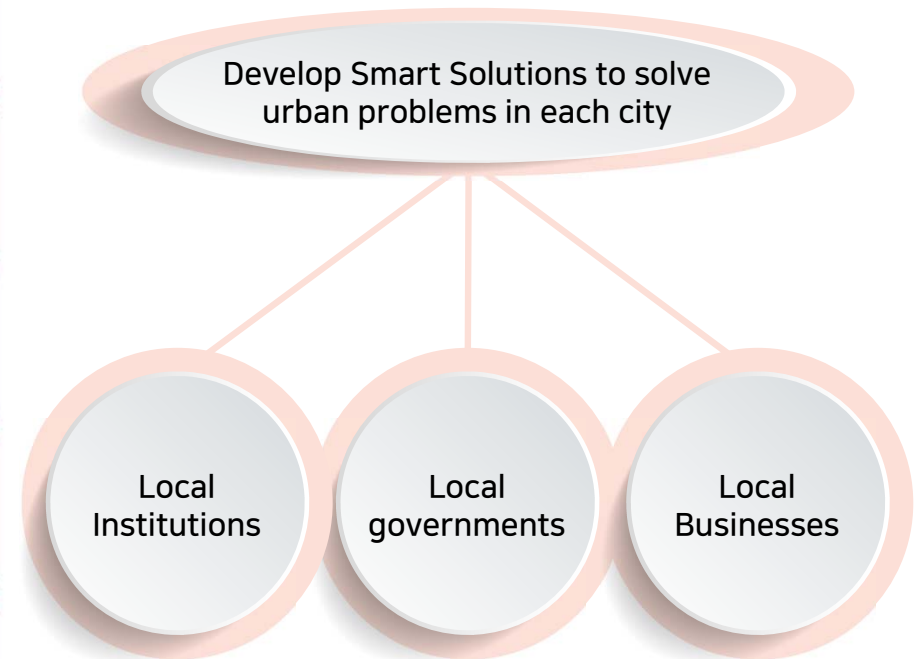 Develop Smart Solutions to solve
urban problems in each city
Local
Institutions
Local
governments
Local
Businesses